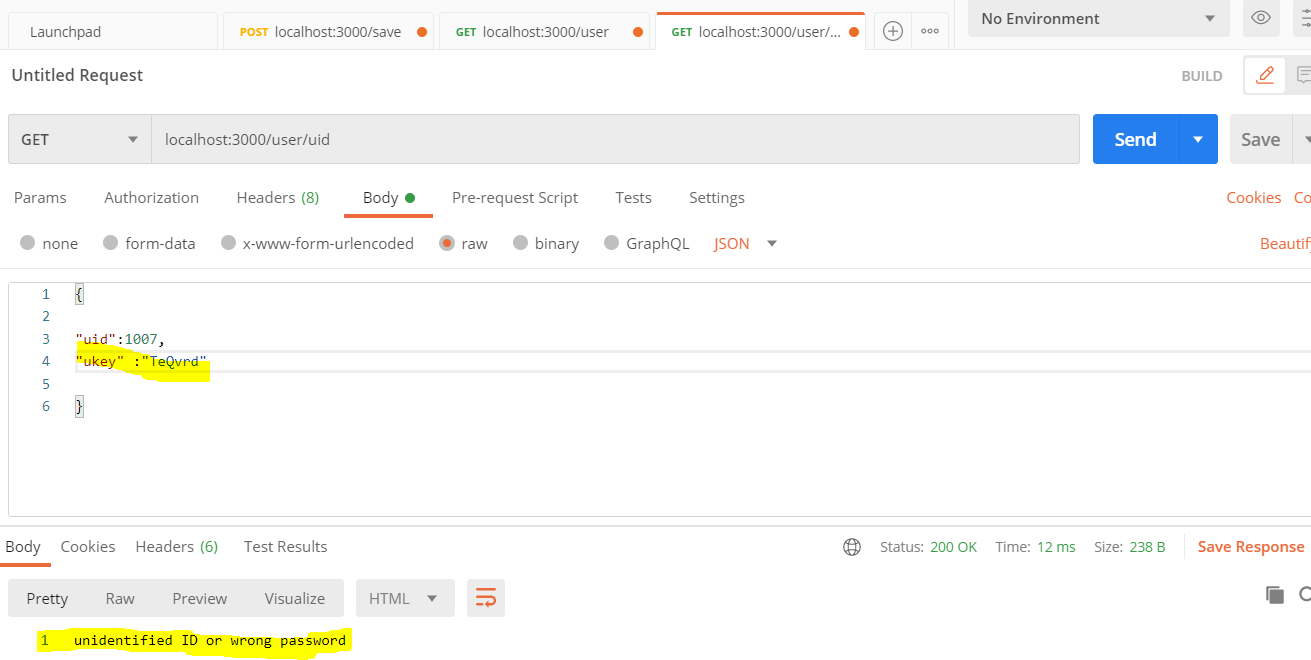 Launchpad
POST localhost:3000/save
GET localhost:3000/user
GET localhost:3000/user/...
No Environment
Untitled Request
BUILD
GET
localhost:3000/user/uid
Send
Save
Params Authorization Headers (8) Body Pre-request Script Tests Settings Cookies Co
none form-data x-www-form-urlencoded raw binary GraphQL JSON Beautif
1 {
2
3 "uid":1007,
4 "ukey" :"TeQvrd"
5
6 }
Body Cookies Headers (6) Test Results Status: 200 OK Time: 12 ms Size: 238 B Save Response
Pretty Raw Preview Visualize HTML
1 unidentified ID or wrong password